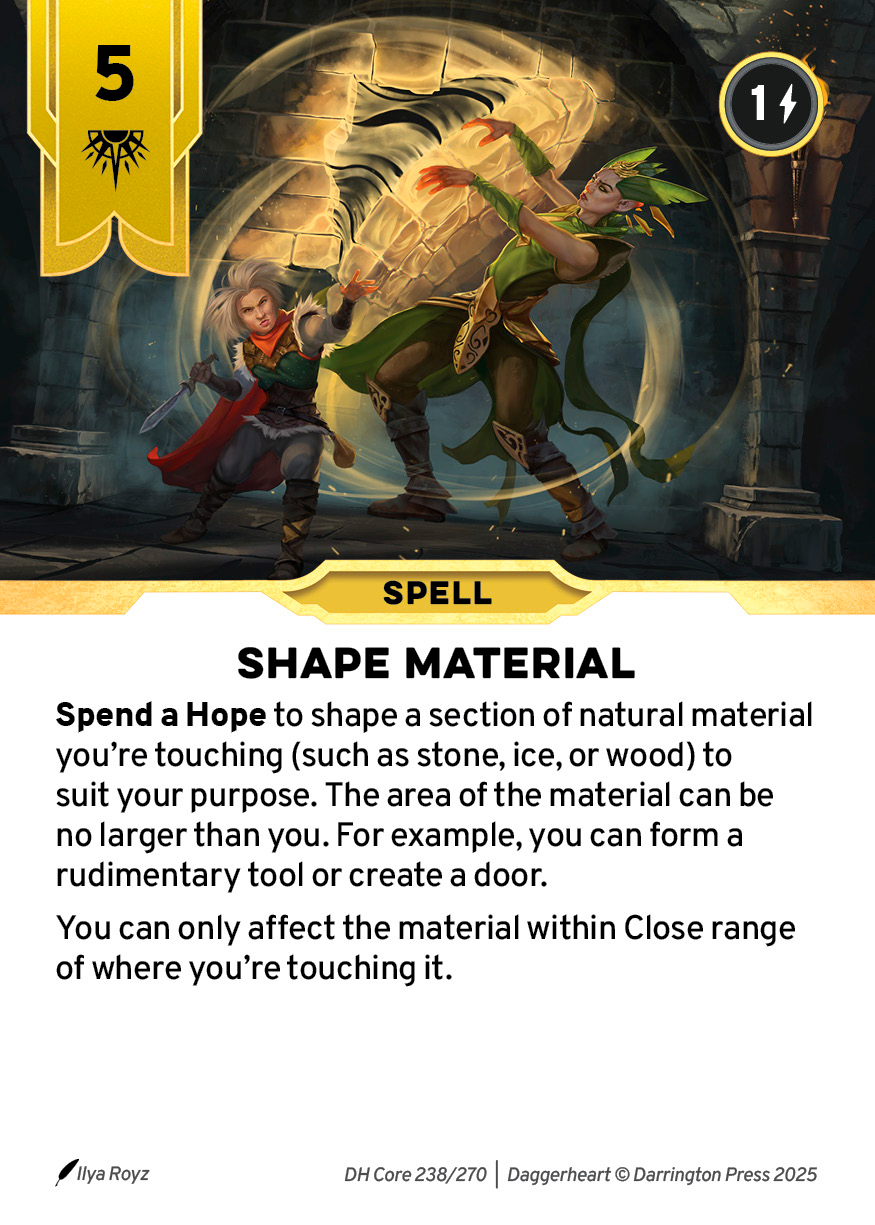 5
1
SPELL
SHAPE MATERIAL
Spend a Hope to shape a section of natural material
you’re touching (such as stone, ice, or wood) to
suit your purpose. The area of the material can be
no larger than you. For example, you can form a
rudimentary tool or create a door.
You can only affect the material within Close range
of where you’re touching it.
Ilya Royz
DH Core 238/270 | Daggerheart © Darrington Press 2025